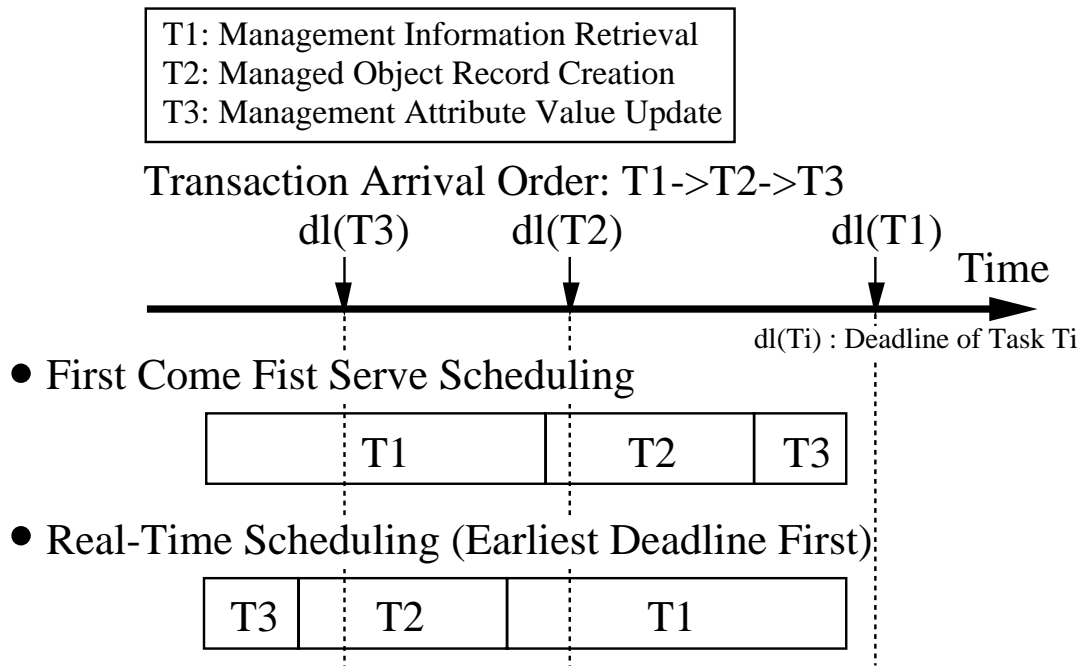 T1: Management Information Retrieval
T2: Managed Object Record Creation
T3: Management Attribute Value Update
Transaction Arrival Order: T1->T2->T3
dl(T3) dl(T2) dl(T1)
Time
dl(Ti) : Deadline of Task Ti
• First Come Fist Serve Scheduling
T1 T2 T3
• Real-Time Scheduling (Earliest Deadline First)
T3 T2 T1